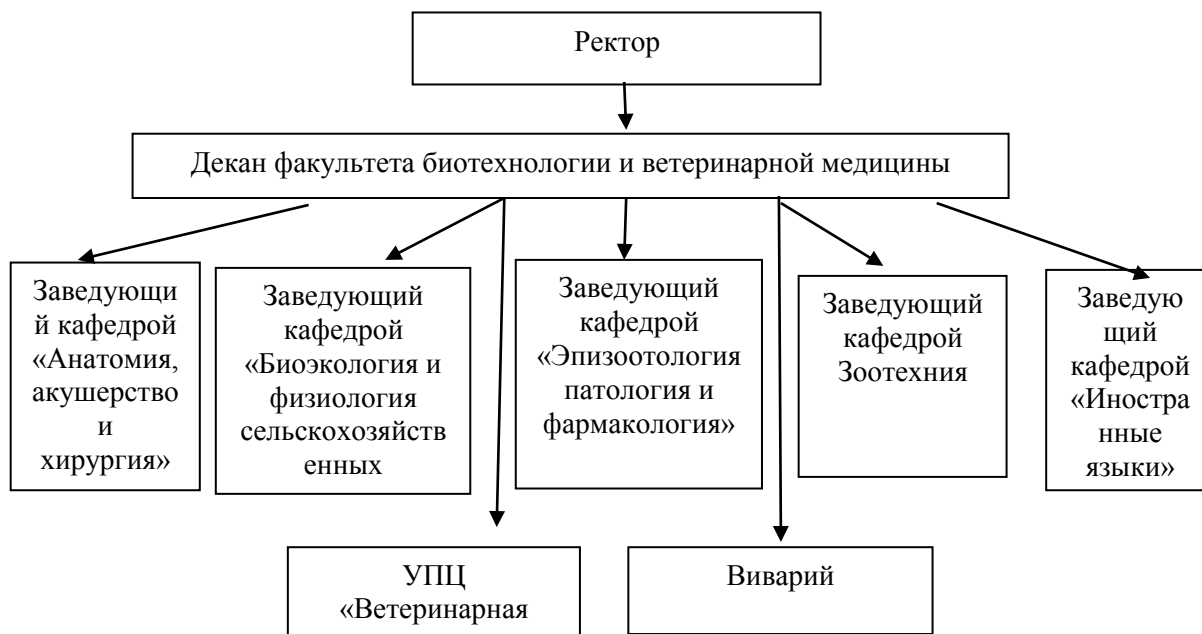 Ректор
Декан факультета биотехнологии и ветеринарной медицины
Заведующи
й кафедрой
«Анатомия,
акушерство
и
хирургия»
Заведующий
кафедрой
«Биоэкология и
физиология
сельскохозяйств
енных
Заведующий
кафедрой
«Эпизоотология
патология и
фармакология»
Заведующий
кафедрой
Зоотехния
Заведую
щий
кафедрой
«Иностра
нные
языки»
УПЦ
«Ветеринарная
Виварий